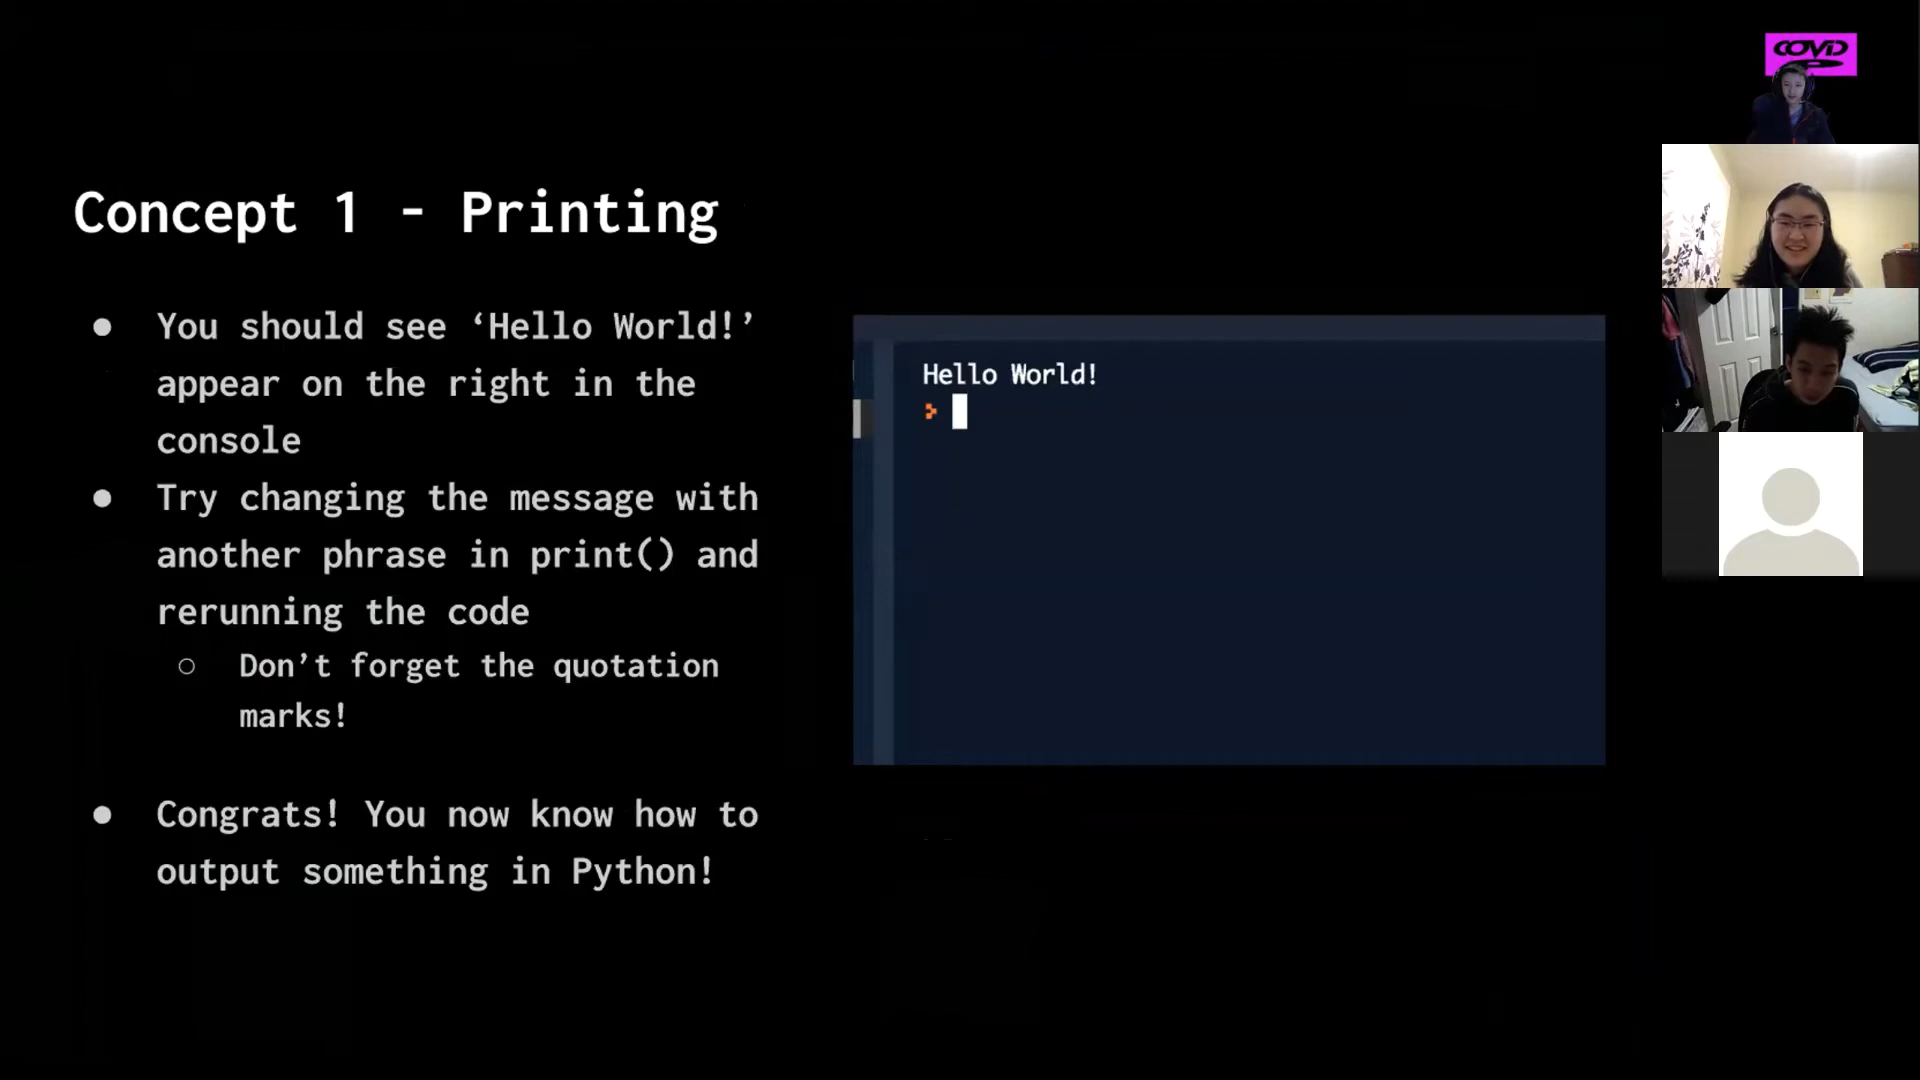 COVID
Concept 1 - Printing
● You should see ‘Hello World!’
appear on the right in the
console
● Try changing the message with
another phrase in print() and
rerunning the code
○ Don’t forget the quotation
marks!
● Congrats! You now know how to
output something in Python!
Hello World!
>